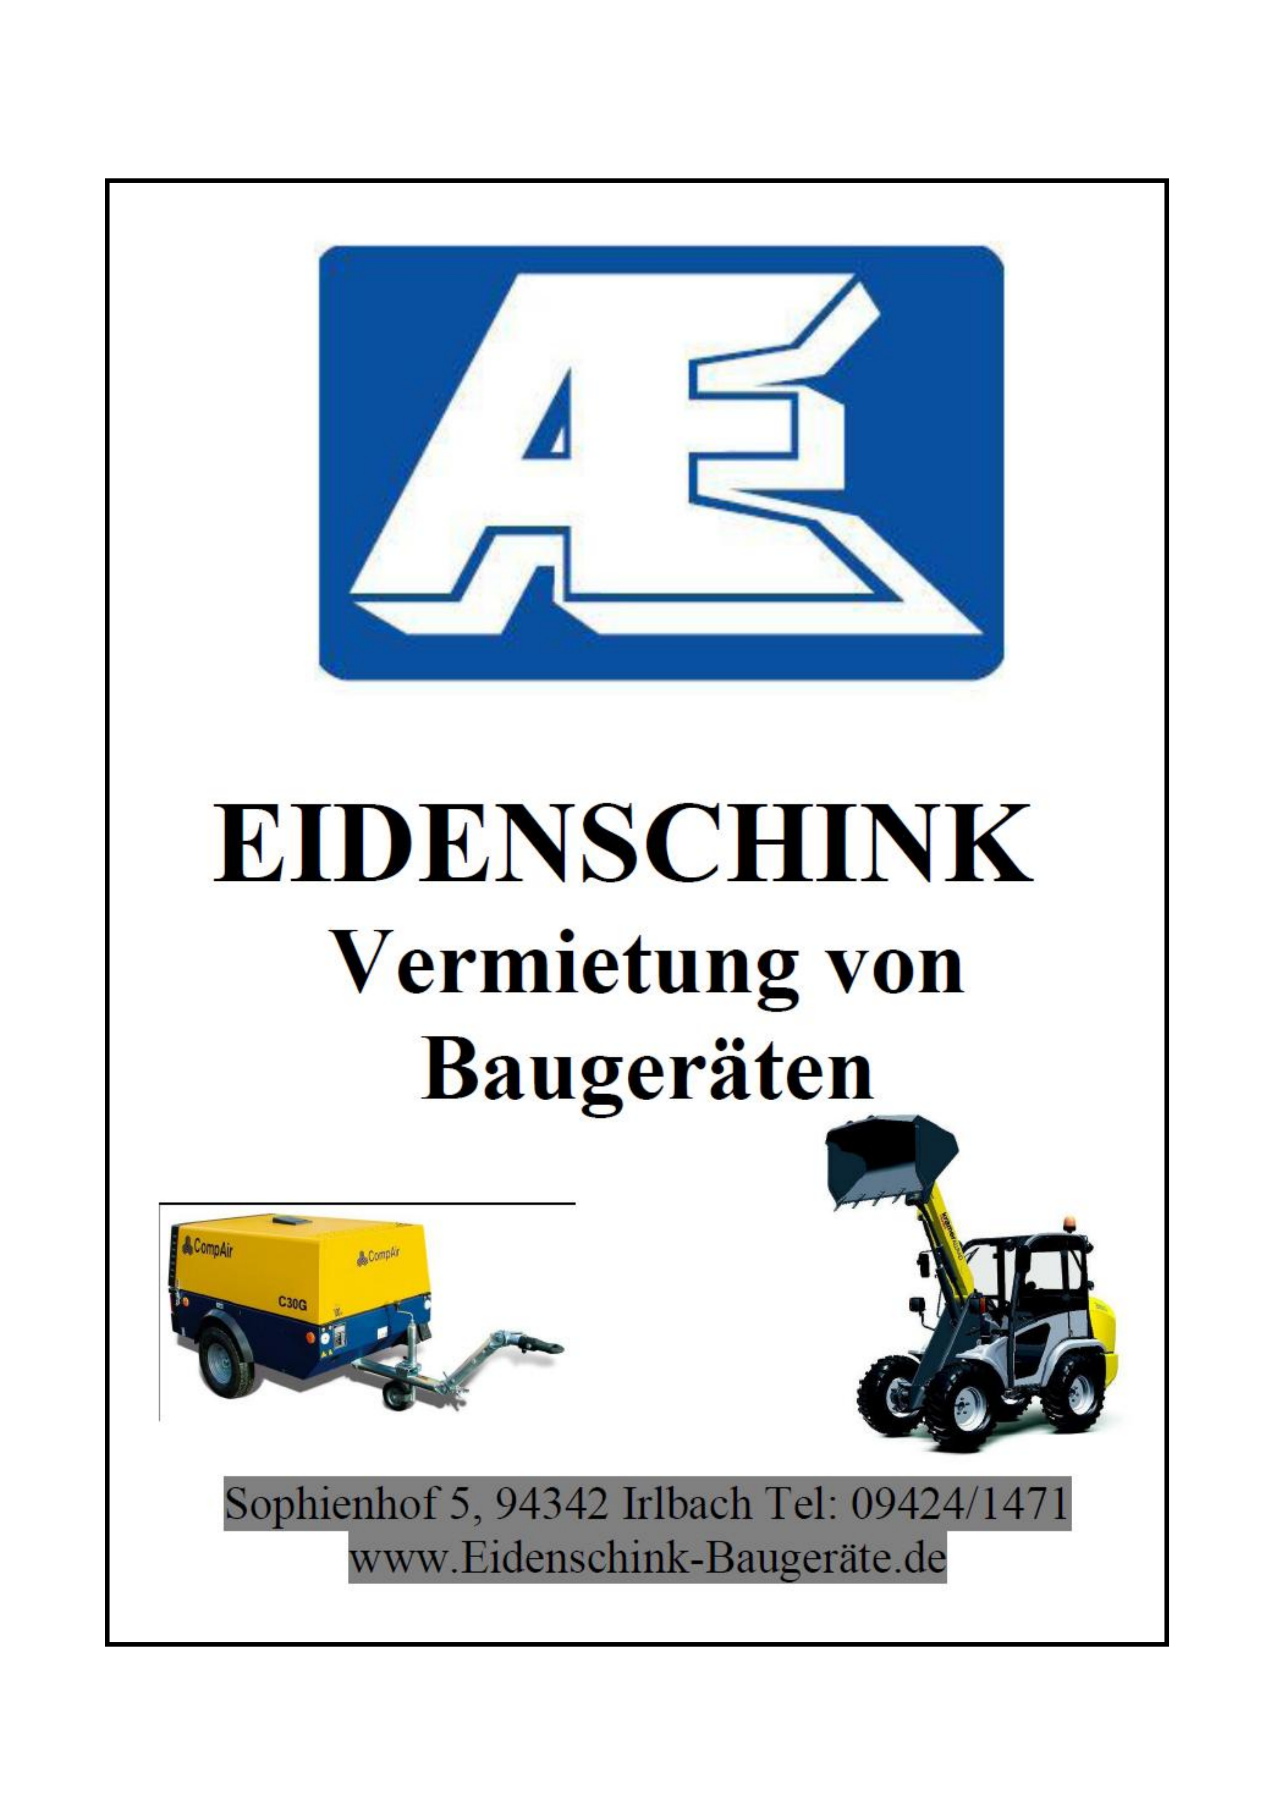 Æ
EIDENSCHINK
Vermietung von
Baugeräten
CompAir
CompAir
C30G
Sophienhof 5, 94342 Irlbach Tel: 09424/1471
www.Eidenschink-Baugeräte.de